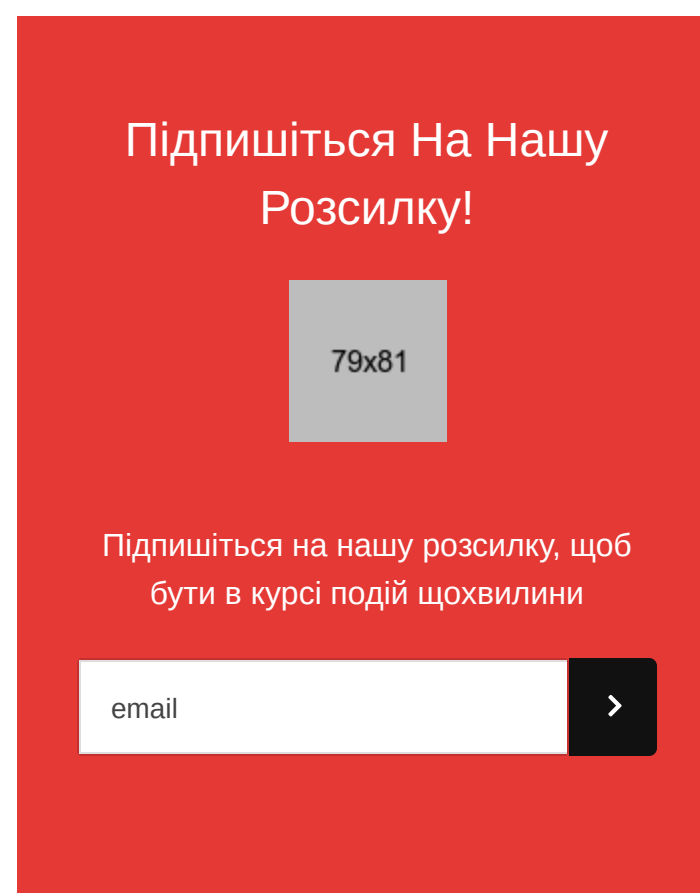 Підпишіться На Нашу
Розсилку!
79x81
Підпишіться на нашу розсилку, щоб
бути в курсі подій щохвилини
email